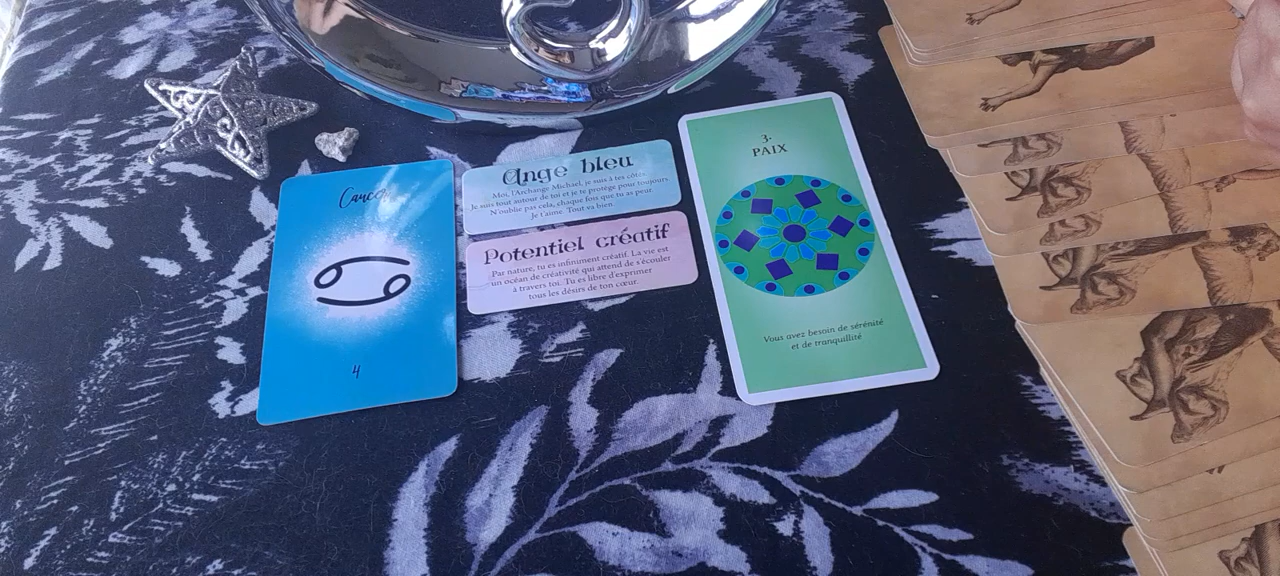 Cancer
4
Ange bleu
Moi, l'Archange Michael, je suis à tes côtés.
Je suis tout autour de toi et je te protège pour toujours.
N'oublie pas cela, chaque fois que tu as peur.
Je t'aime. Tout va bien.
Potentiel créatif
Par nature, tu es infiniment créatif. La vie est
un océan de créativité qui attend de s'écouler
à travers toi. Tu es libre d'exprimer
tous les désirs de ton cœur.
3.
PAIX
Vous avez besoin de sérénité
et de tranquillité